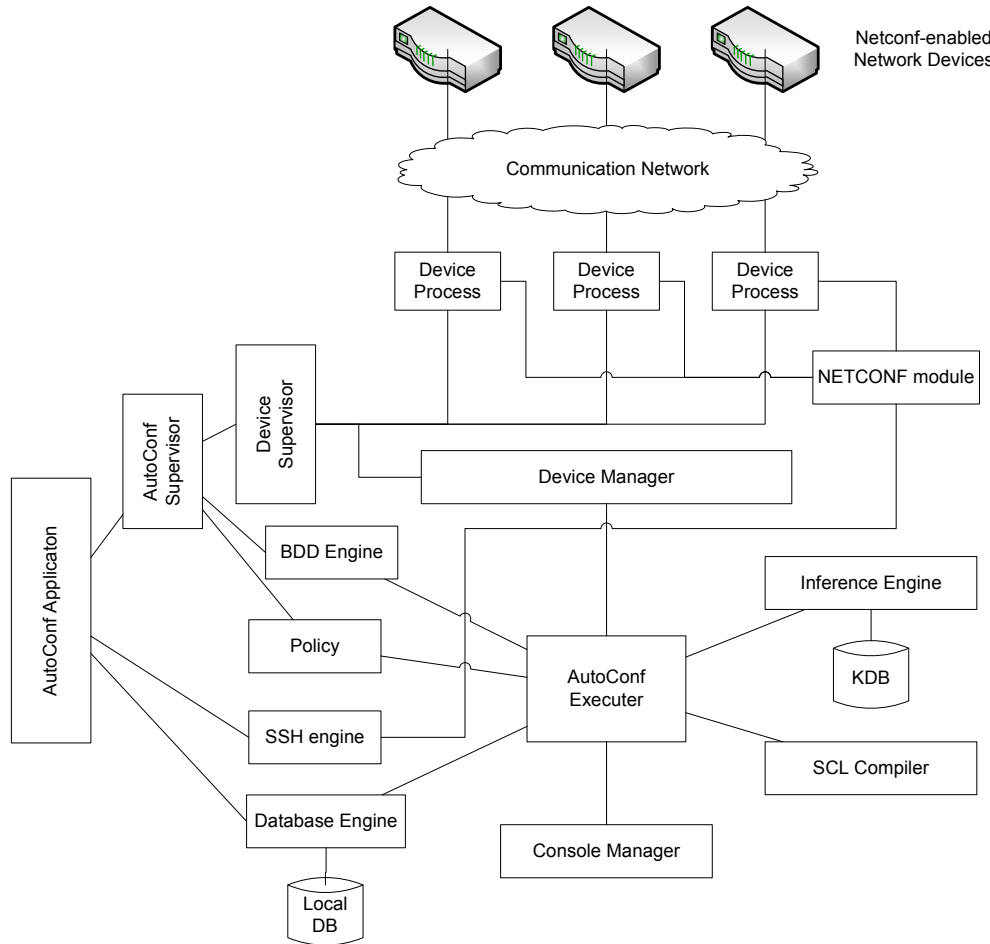 Netconf-enabled
Network Devices
Communication Network
Device
Process
Device
Process
Device
Process
NETCONF module
Device
Supervisor
AutoConf
Supervisor
Device Manager
AutoConf Applicaton
BDD Engine
Inference Engine
Policy
AutoConf
Executer
KDB
SSH engine
SCL Compiler
Database Engine
Console Manager
Local
DB